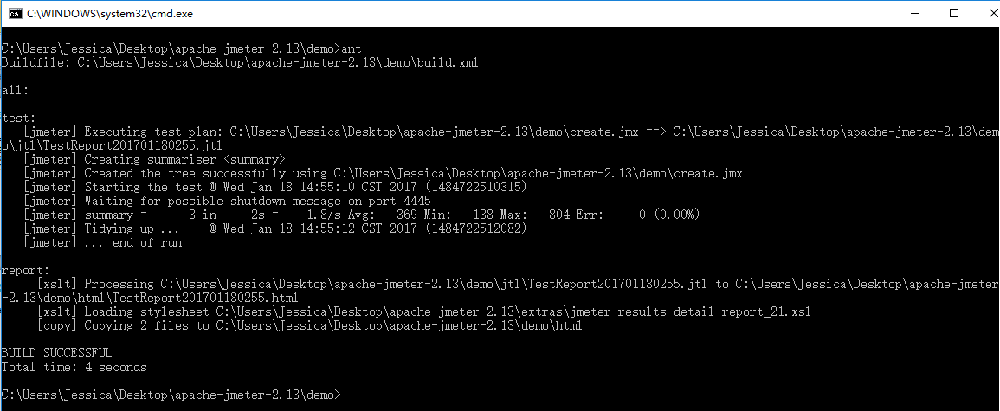 C:\WINDOWS\system32\cmd.exe
C:\Users\Jessica\Desktop\apache-jmeter-2.13\demo>ant
Buildfile: C:\Users\Jessica\Desktop\apache-jmeter-2.13\demo\build.xml
all:
test:
[jmeter] Executing test plan: C:\Users\Jessica\Desktop\apache-jmeter-2.13\demo\create.jmx ==> C:\Users\Jessica\Desktop\apache-jmeter-2.13\dem
o\jtl\TestReport201701180255.jtl
[jmeter] Creating summariser <summary>
[jmeter] Created the tree successfully using C:\Users\Jessica\Desktop\apache-jmeter-2.13\demo\create.jmx
[jmeter] Starting the test @ Wed Jan 18 14:55:10 CST 2017 (1484722510315)
[jmeter] Waiting for possible shutdown message on port 4445
[jmeter] summary =      3 in     2s =    1.8/s Avg:   369 Min:   138 Max:   804 Err:     0 (0.00%)
[jmeter] Tidying up ...    @ Wed Jan 18 14:55:12 CST 2017 (1484722512082)
[jmeter] ... end of run
report:
[xslt] Processing C:\Users\Jessica\Desktop\apache-jmeter-2.13\demo\jtl\TestReport201701180255.jtl to C:\Users\Jessica\Desktop\apache-jmeter
-2.13\demo\html\TestReport201701180255.html
[xslt] Loading stylesheet C:\Users\Jessica\Desktop\apache-jmeter-2.13\extras\jmeter-results-detail-report_21.xsl
[copy] Copying 2 files to C:\Users\Jessica\Desktop\apache-jmeter-2.13\demo\html
BUILD SUCCESSFUL
Total time: 4 seconds
C:\Users\Jessica\Desktop\apache-jmeter-2.13\demo>